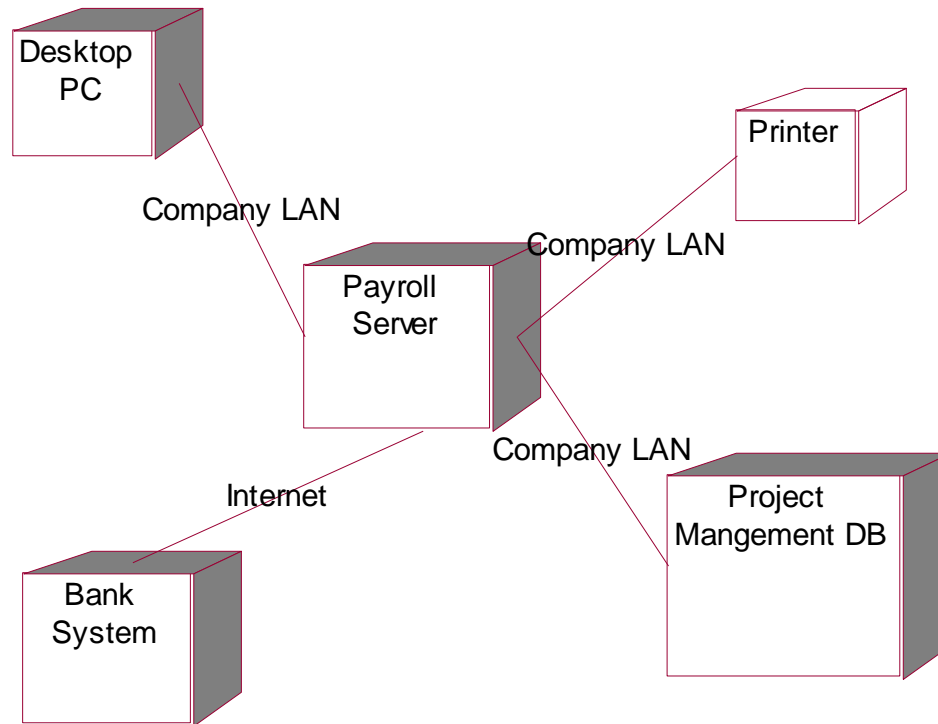 Desktop
PC
Printer
Company LAN
Company LAN
Payroll
Server
Company LAN
Internet
Project
Mangement DB
Bank
System